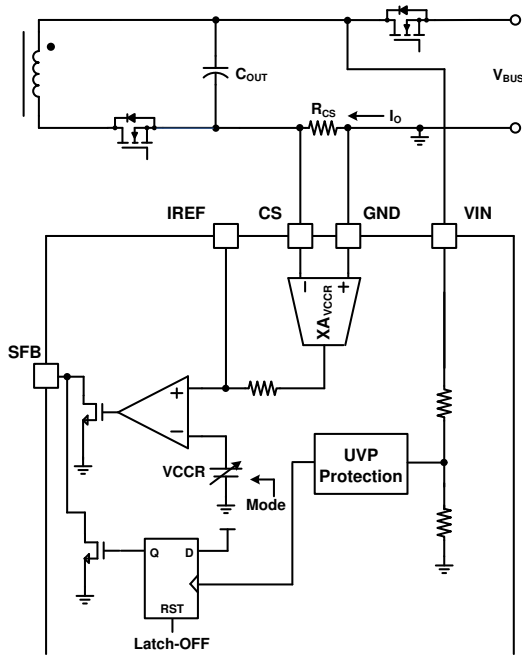 COUT
VBUS
RCS
IO
IREF
CS
GND
VIN
XAVCCR
SFB
+
−
−
+
VCCR
Mode
UVP
Protection
Q
D
RST
Latch-OFF